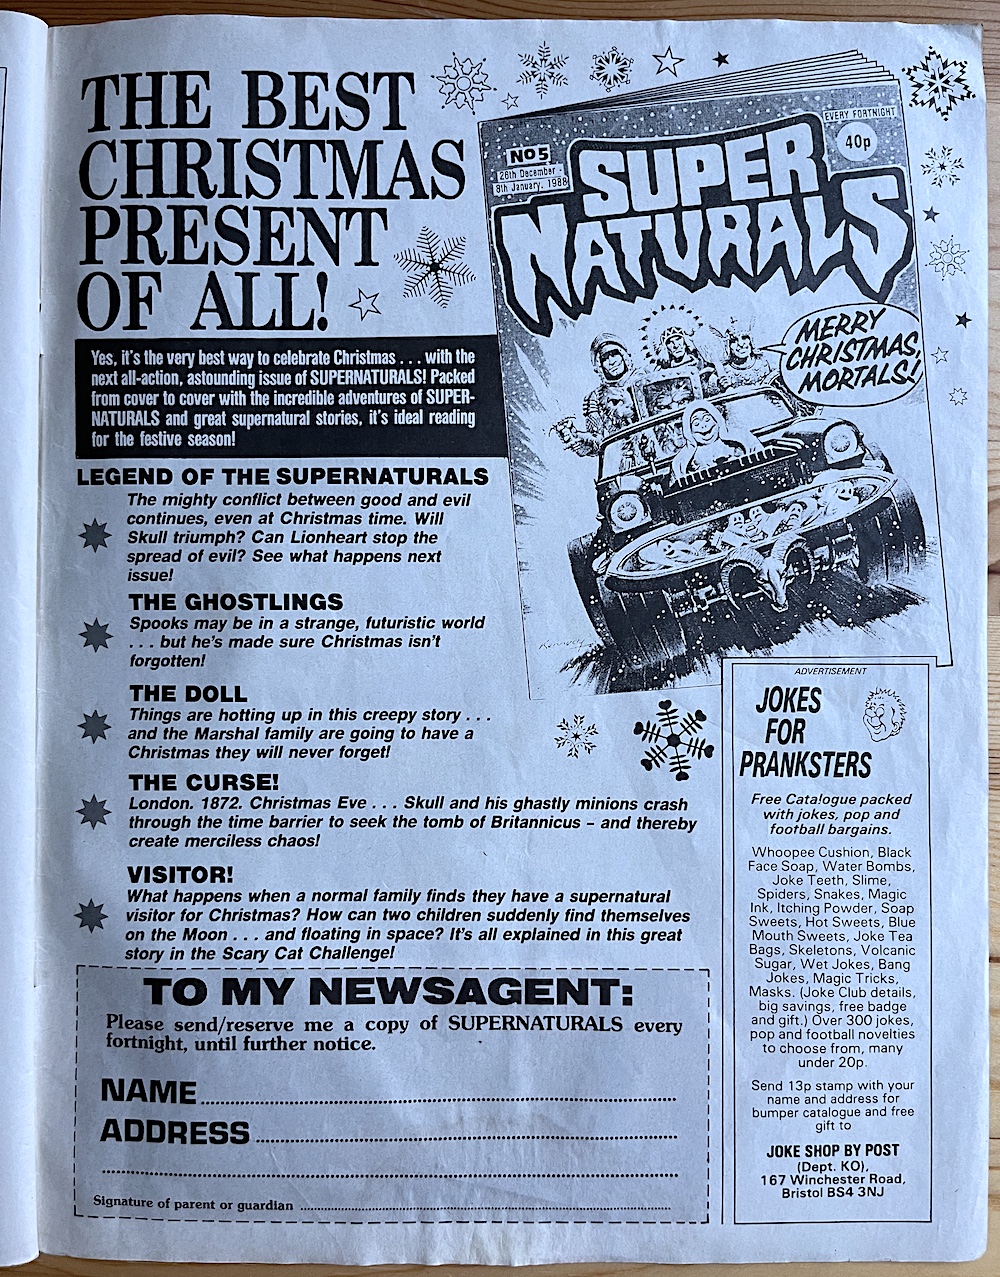 THE BEST
CHRISTMAS
PRESENT
OF ALL!
Yes, it's the very best way to celebrate Christmas . . . with the
next all-action, astounding issue of SUPERNATURALS! Packed
from cover to cover with the incredible adventures of SUPER-
NATURALS and great supernatural stories, it's ideal reading
for the festive season!
EVERY FORTNIGHT
40p
NO 5
26th December -
8th January, 1988
SUPER
NATURALS
MERRY
CHRISTMAS,
MORTALS!
Kennedy
LEGEND OF THE SUPERNATURALS
The mighty conflict between good and evil
continues, even at Christmas time. Will
Skull triumph? Can Lionheart stop the
spread of evil? See what happens next
issue!
THE GHOSTLINGS
Spooks may be in a strange, futuristic world
. . . but he's made sure Christmas isn't
forgotten!
THE DOLL
Things are hotting up in this creepy story . . .
and the Marshal family are going to have a
Christmas they will never forget!
THE CURSE!
London. 1872. Christmas Eve . . . Skull and his ghastly minions crash
through the time barrier to seek the tomb of Britannicus – and thereby
create merciless chaos!
VISITOR!
What happens when a normal family finds they have a supernatural
visitor for Christmas? How can two children suddenly find themselves
on the Moon . . . and floating in space? It's all explained in this great
story in the Scary Cat Challenge!
TO MY NEWSAGENT:
Please send/reserve me a copy of SUPERNATURALS every
fortnight, until further notice.
NAME
ADDRESS
Signature of parent or guardian
ADVERTISEMENT
JOKES
FOR
PRANKSTERS
Free Catalogue packed
with jokes, pop and
football bargains.
Whoopee Cushion, Black
Face Soap, Water Bombs,
Joke Teeth, Slime,
Spiders, Snakes, Magic
Ink, Itching Powder, Soap
Sweets, Hot Sweets, Blue
Mouth Sweets, Joke Tea
Bags, Skeletons, Volcanic
Sugar, Wet Jokes, Bang
Jokes, Magic Tricks,
Masks. (Joke Club details,
big savings, free badge
and gift.) Over 300 jokes,
pop and football novelties
to choose from, many
under 20p.
Send 13p stamp with your
name and address for
bumper catalogue and free
gift to
JOKE SHOP BY POST
(Dept. KO),
167 Winchester Road,
Bristol BS4 3NJ